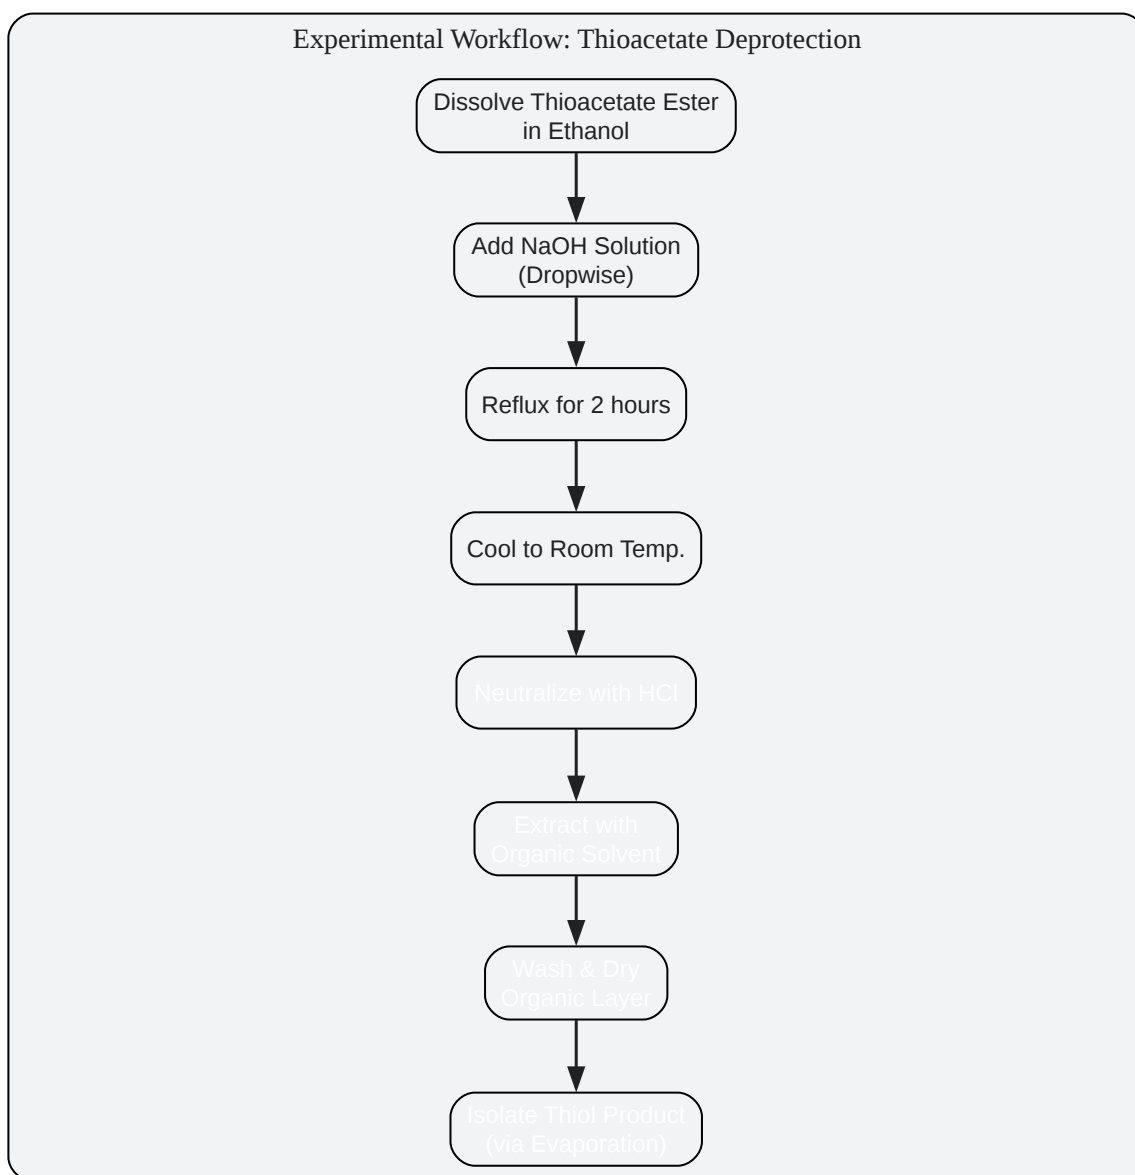 Experimental Workflow: Thioacetate Deprotection
Dissolve Thioacetate Ester
in Ethanol
Add NaOH Solution
(Dropwise)
Reflux for 2 hours
Cool to Room Temp.
Neutralize with HCl
Extract with
Organic Solvent
Wash & Dry
Organic Layer
Isolate Thiol Product
(via Evaporation)